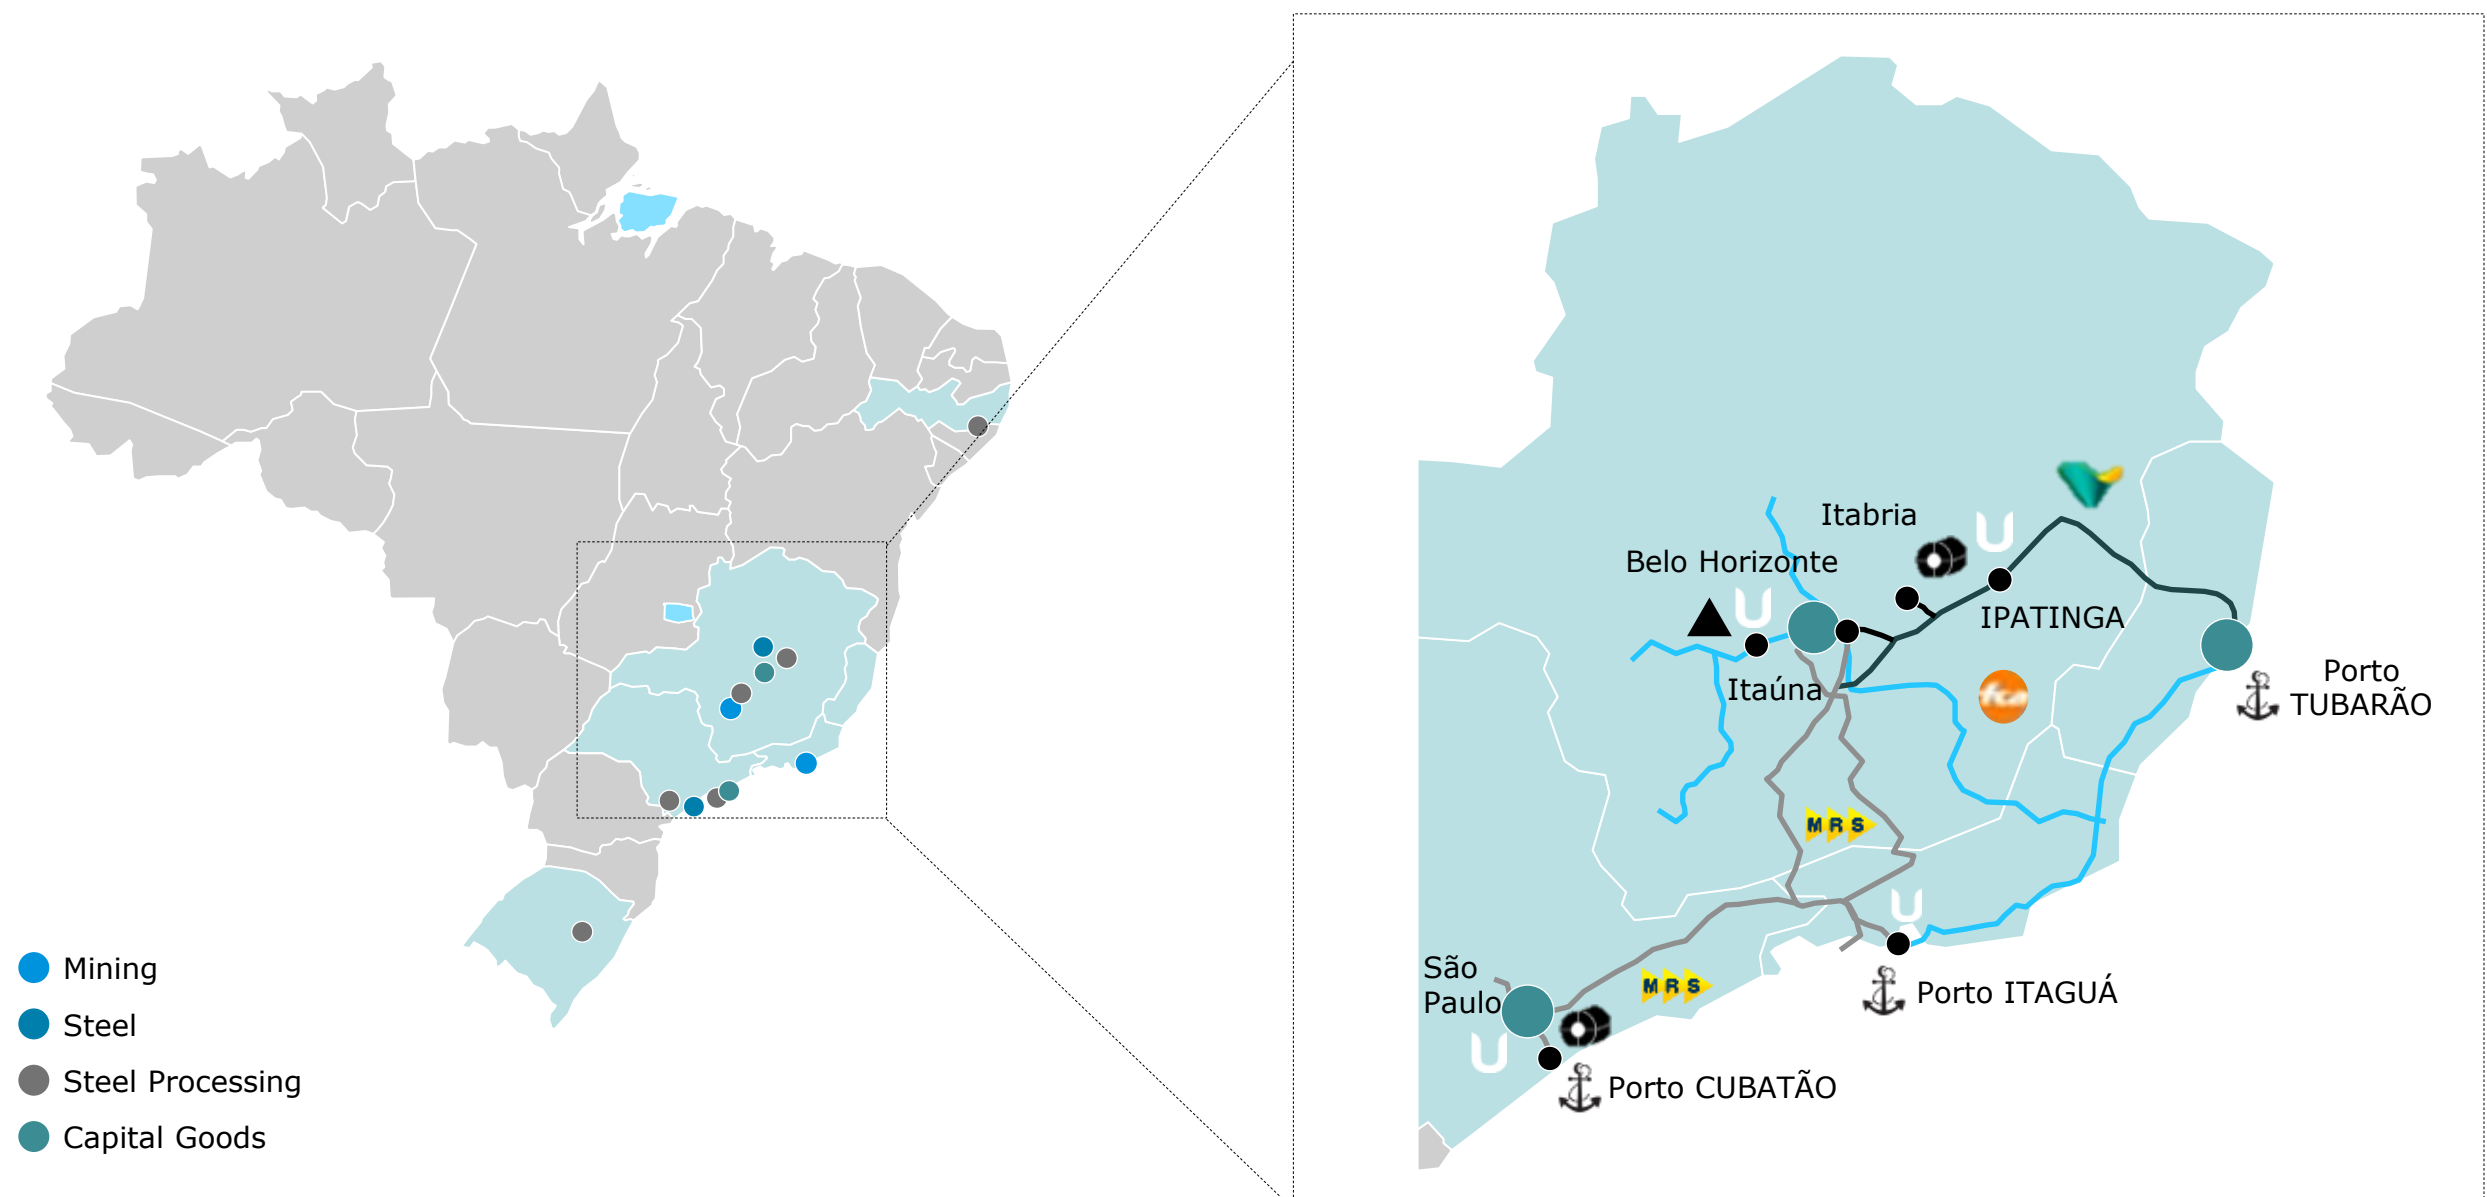 Mining
Steel
Steel Processing
Capital Goods
Itabria
U
Belo Horizonte
U
IPATINGA
Itaúna
fca
Porto
TUBARÃO
MRS
U
São
Paulo
MRS
Porto ITAGUÁ
U
Porto CUBATÃO